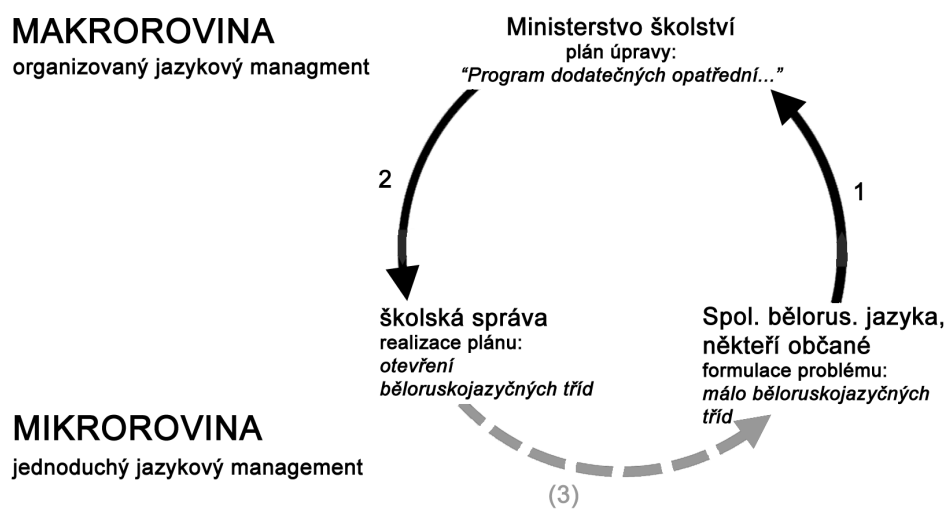 MAKROROVINA
organizovaný jazykový managment
Ministerstvo školství
plán úpravy:
“Program dodatečných opatřední...”
2
1
školská správa
realizace plánu:
otevření
běloruskojazyčných tříd
Spol. bělorus. jazyka,
někteří občané
formulace problému:
málo běloruskojazyčných
tříd
MIKROROVINA
jednoduchý jazykový management
(3)